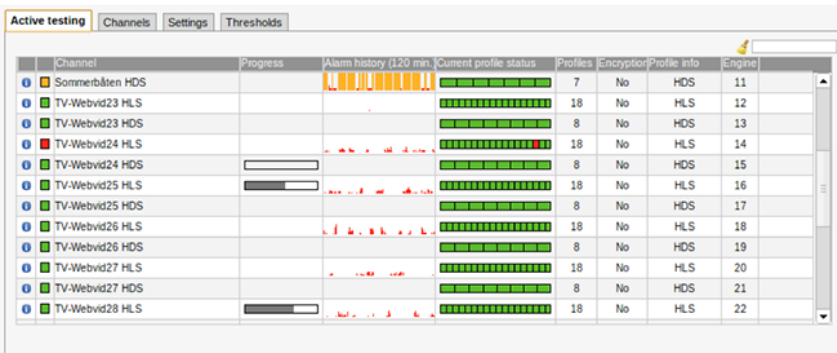 Active testing Channels Settings Thresholds
Channel Progress Alarm history (120 min.) Current profile status Profiles Encryption Profile info Engine
Sommerbåten HDS 7 No HDS 11
TV-Webvid23 HLS 18 No HLS 12
TV-Webvid23 HDS 8 No HDS 13
TV-Webvid24 HLS 18 No HLS 14
TV-Webvid24 HDS 8 No HDS 15
TV-Webvid25 HLS 18 No HLS 16
TV-Webvid25 HDS 8 No HDS 17
TV-Webvid26 HLS 18 No HLS 18
TV-Webvid26 HDS 8 No HDS 19
TV-Webvid27 HLS 18 No HLS 20
TV-Webvid27 HDS 8 No HDS 21
TV-Webvid28 HLS 18 No HLS 22